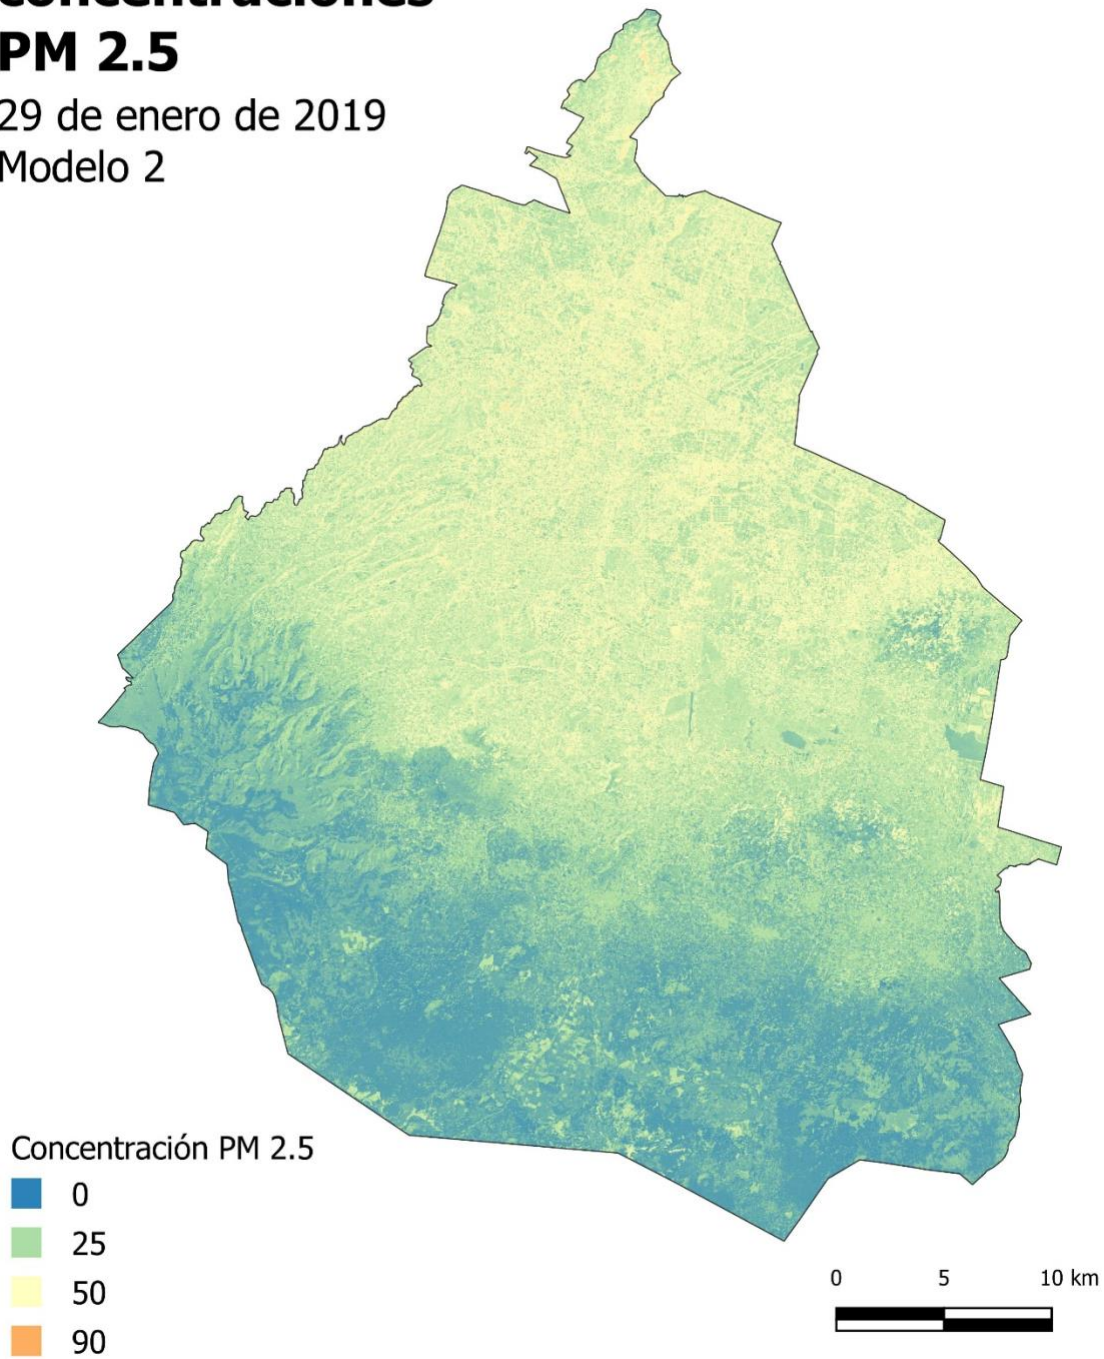 concentraciones
PM 2.5
29 de enero de 2019
Modelo 2
Concentración PM 2.5
0
25
50
90
0 5 10 km